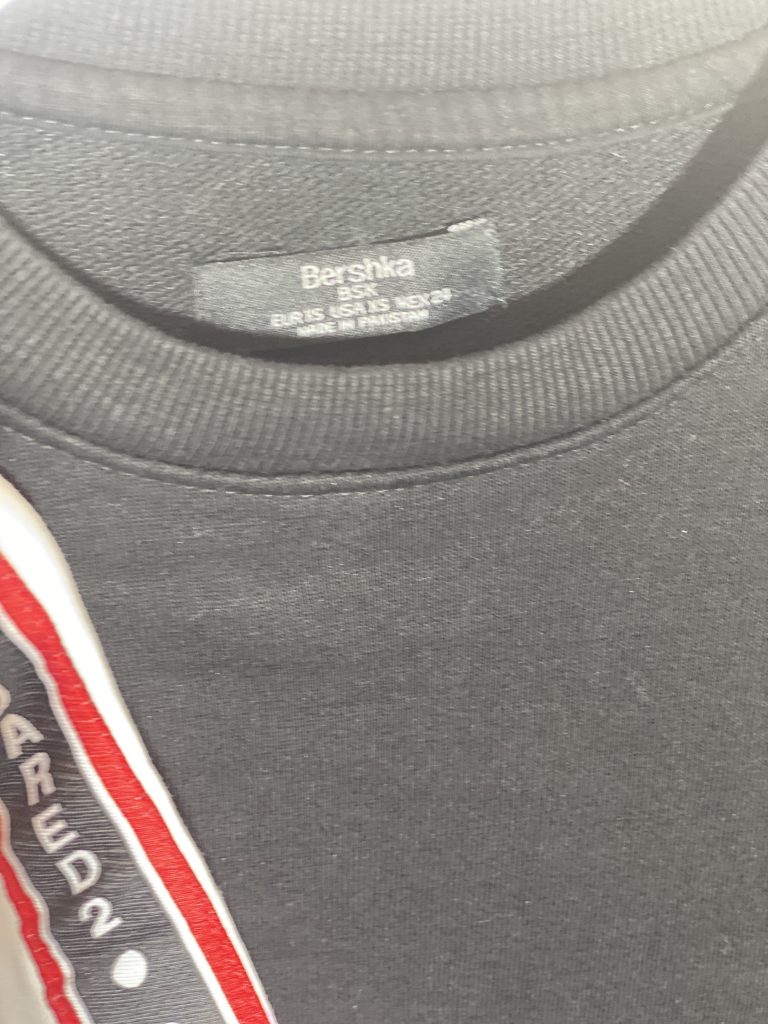 Bershka
BSK
EUR XS USA XS MEX 26
MADE IN PAKISTAN
ARED2